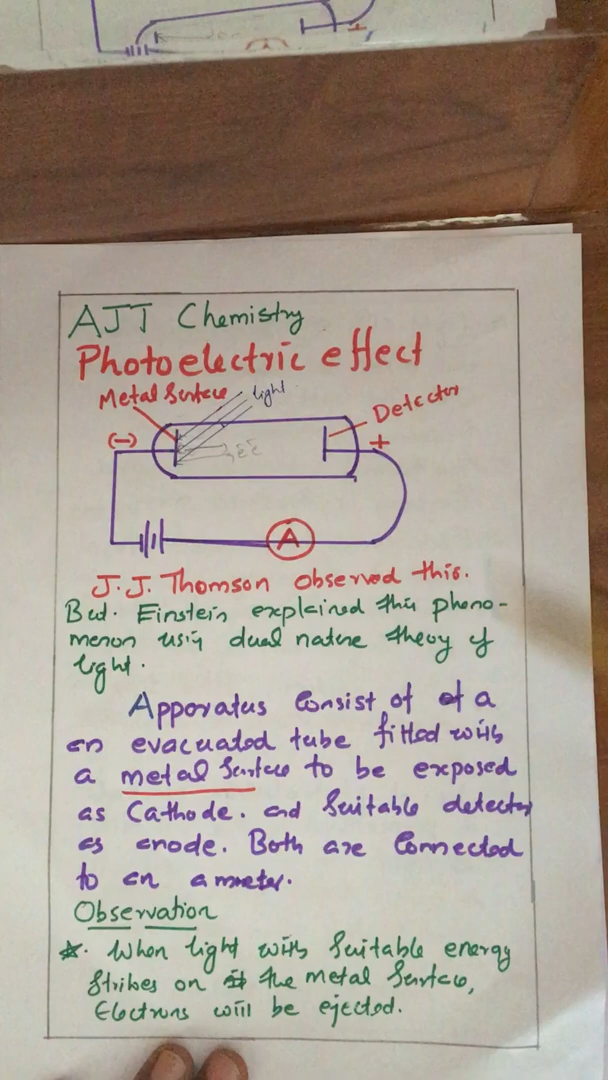 AJT Chemistry
Photoelectric effect
Metal Surface
light
Detector
(-)
+
ē ē
A
J.J. Thomson observed this.
But. Einstein explained this pheno-
menon using dual nature theory of
light.
Apparatus Consist of of a
an evacuated tube fitted with
a metal Surface to be exposed
as Cathode. and Suitable detector
as anode. Both are Connected
to an ammeter.
Observation
*. When light with Suitable energy
Strikes on the metal Surface,
Electrons will be ejected.